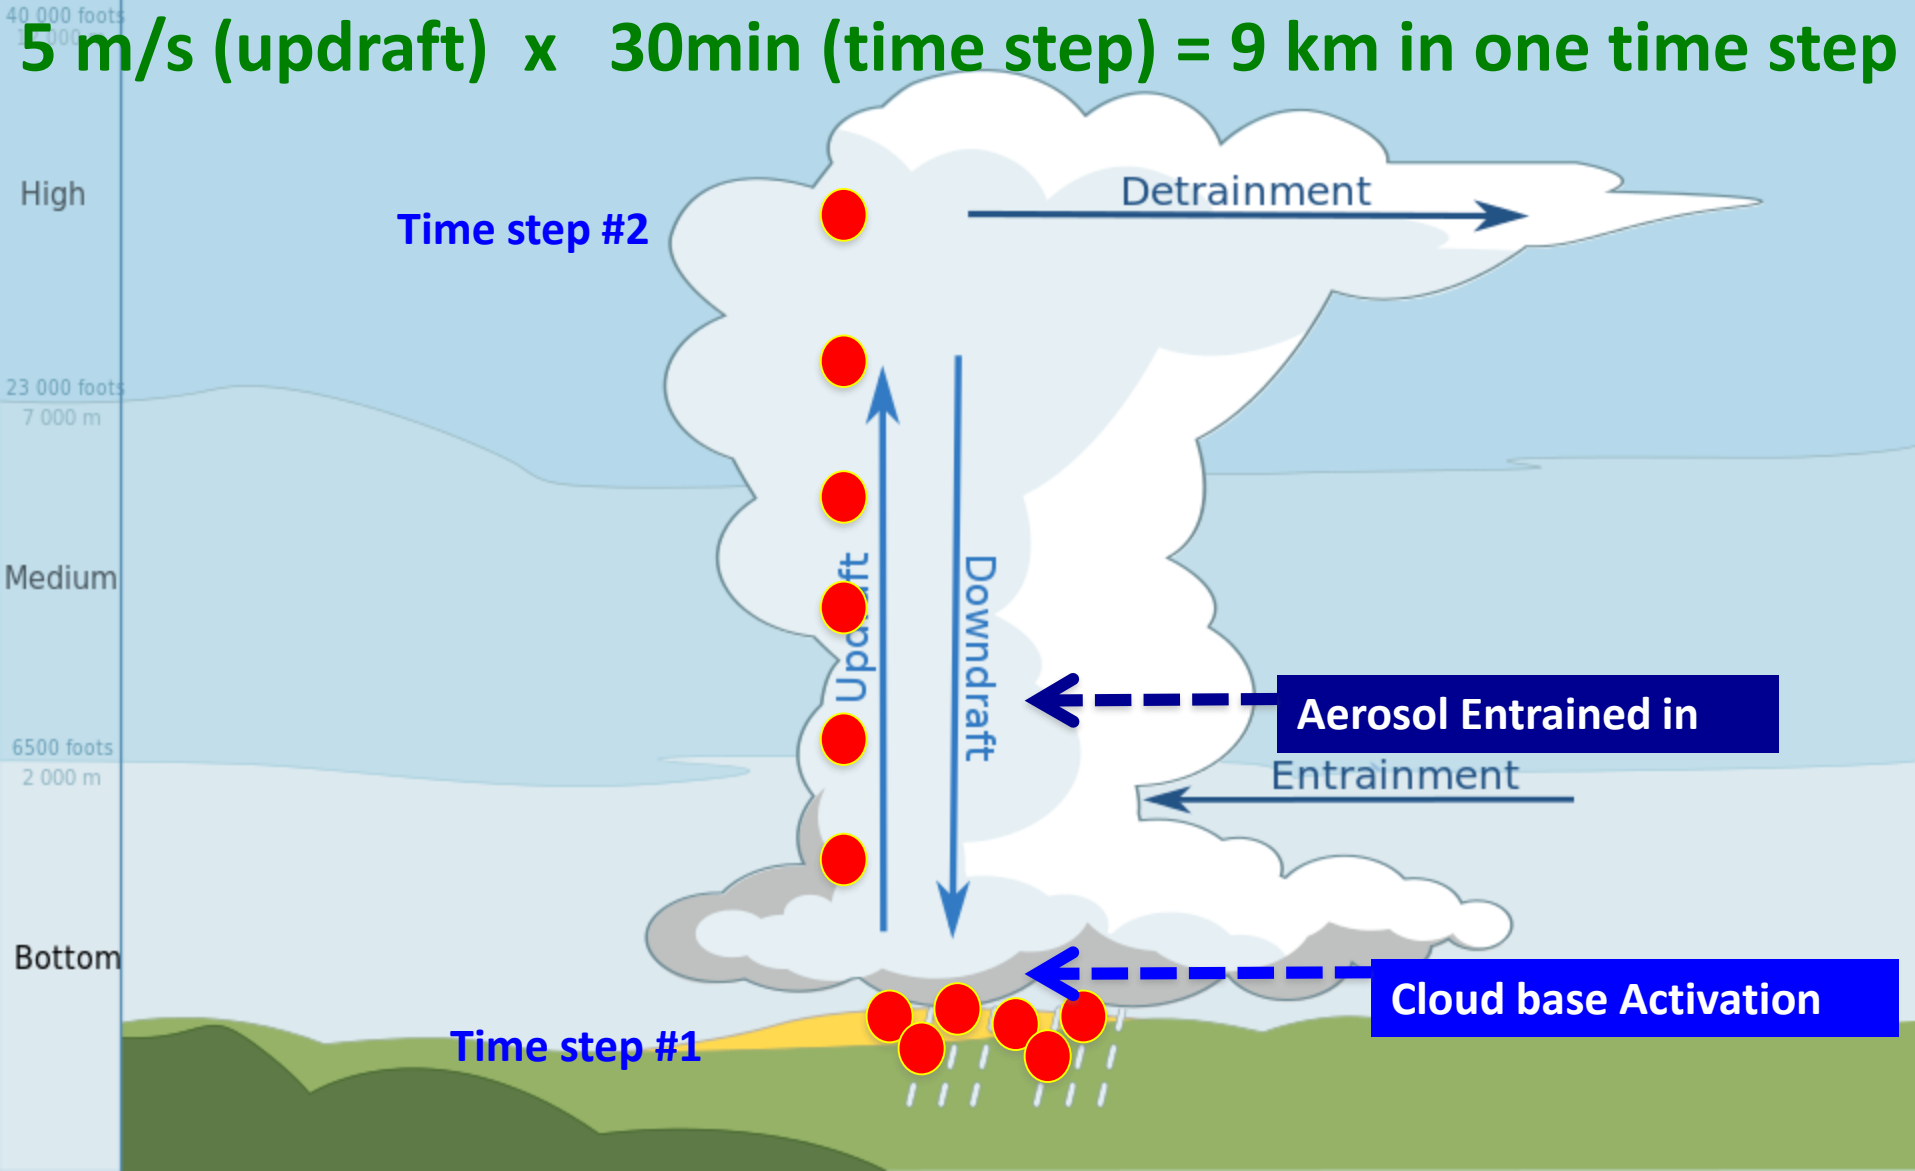 40 000 foots
5 m/s (updraft) x 30min (time step) = 9 km in one time step
High
Detrainment
Time step #2
23 000 foots
7 000 m
Medium
Updraft
Downdraft
Aerosol Entrained in
6500 foots
2 000 m
Entrainment
Bottom
Cloud base Activation
Time step #1